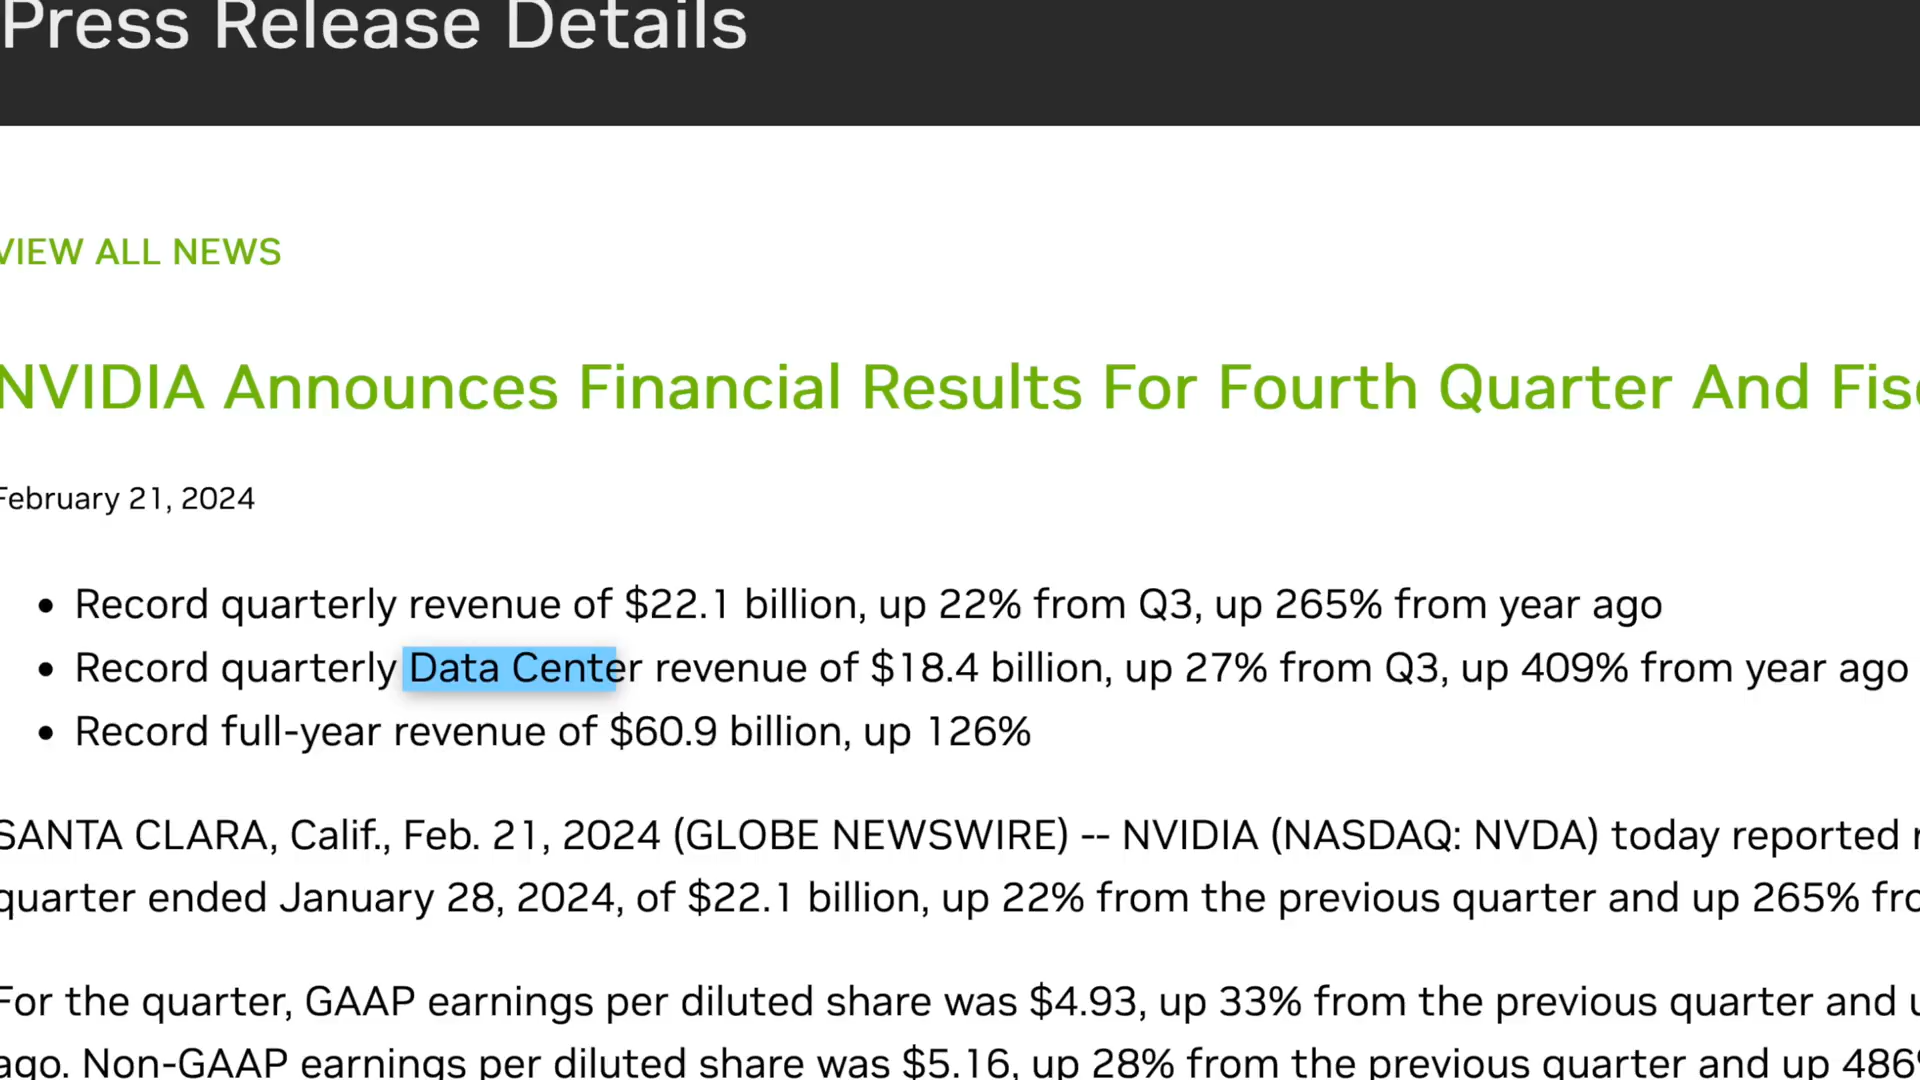 Press Release Details
VIEW ALL NEWS
NVIDIA Announces Financial Results For Fourth Quarter And
February 21, 2024
• Record quarterly revenue of $22.1 billion, up 22% from Q3, up 265% from year ago
• Record quarterly Data Center revenue of $18.4 billion, up 27% from Q3, up 409% from year ago
• Record full-year revenue of $60.9 billion, up 126%
SANTA CLARA, Calif., Feb. 21, 2024 (GLOBE NEWSWIRE) -- NVIDIA (NASDAQ: NVDA) today reported
quarter ended January 28, 2024, of $22.1 billion, up 22% from the previous quarter and up 265%
For the quarter, GAAP earnings per diluted share was $4.93, up 33% from the previous quarter and
ago. Non-GAAP earnings per diluted share was $5.16, up 28% from the previous quarter and up 486%